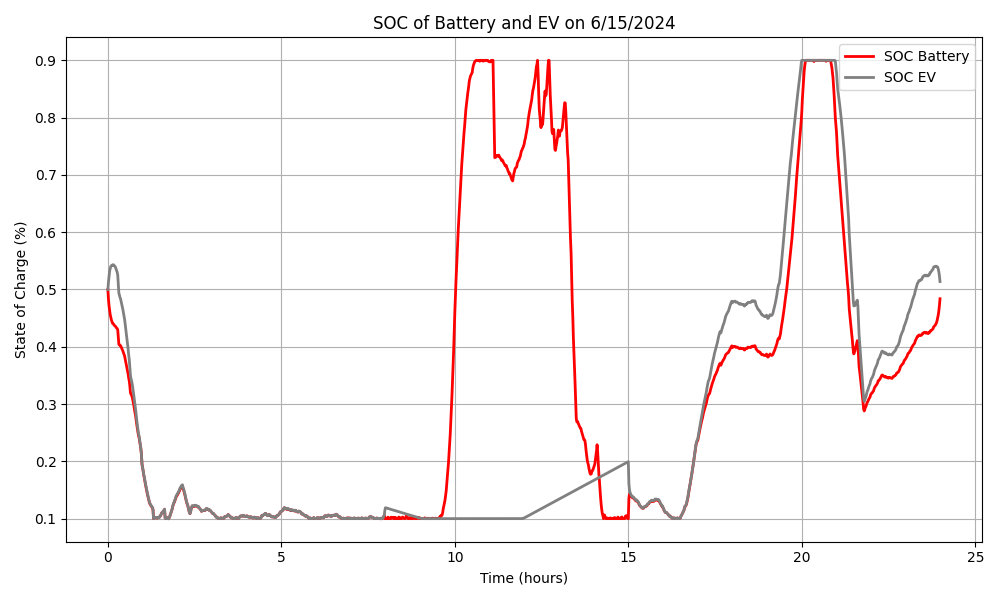 SOC of Battery and EV on 6/15/2024
SOC Battery
SOC EV
State of Charge (%)
0.9
0.8
0.7
0.6
0.5
0.4
0.3
0.2
0.1
0 5 10 15 20 25
Time (hours)